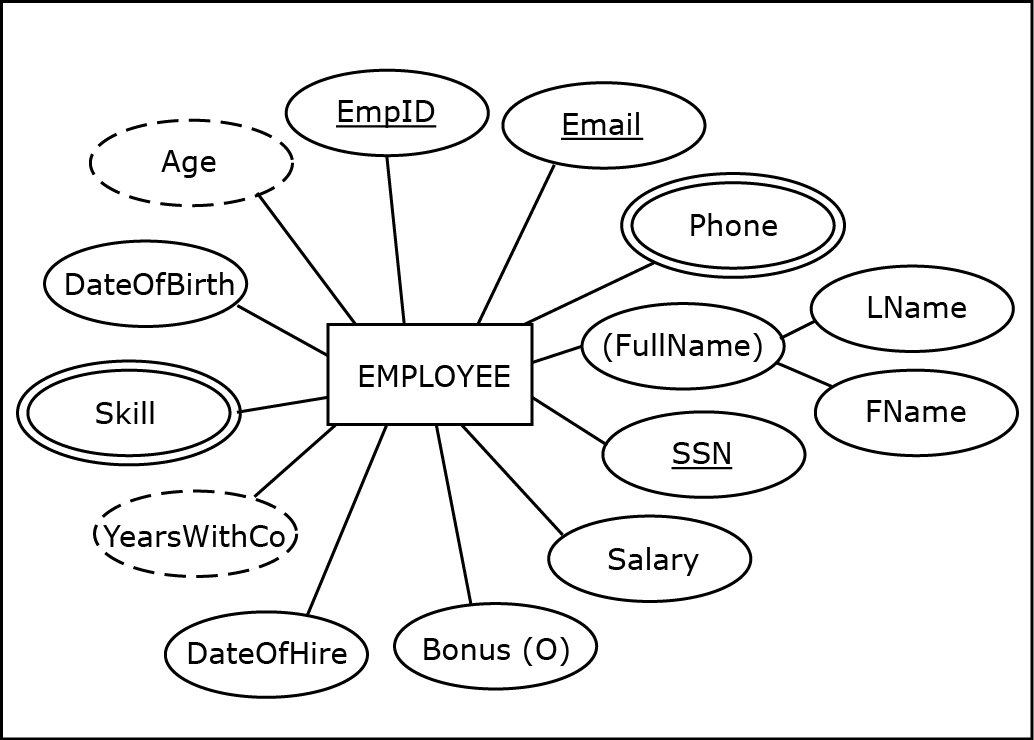 EmpID
Email
Age
Phone
DateOfBirth
LName
(FullName)
EMPLOYEE
Skill
FName
SSN
YearsWithCo
Salary
DateOfHire
Bonus (O)